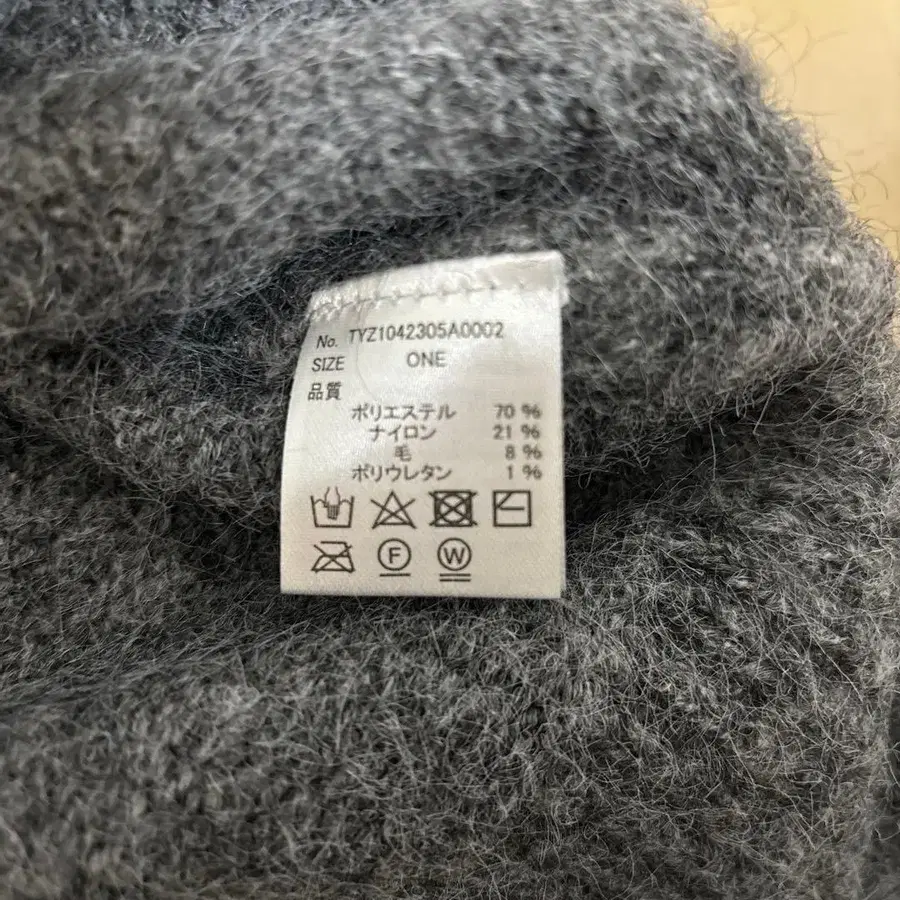 No. TYZ1042305A0002
SIZE ONE
品質
ポリエステル 70 %
ナイロン 21 %
毛 8 %
ポリウレタン 1 %
F W